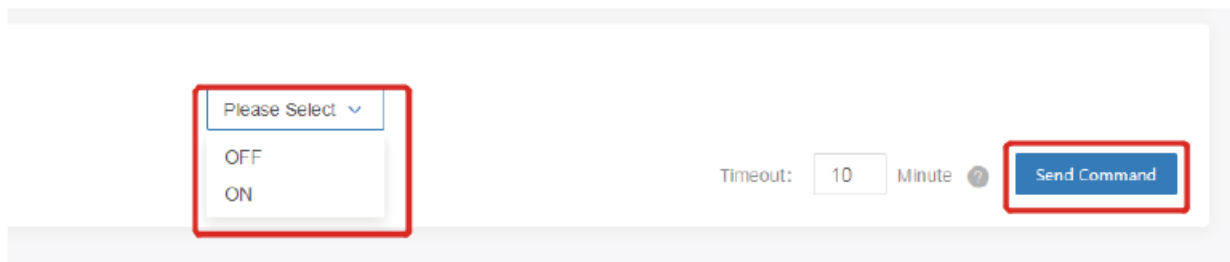 Please Select
OFF
ON
Timeout: 10 Minute ?
Send Command